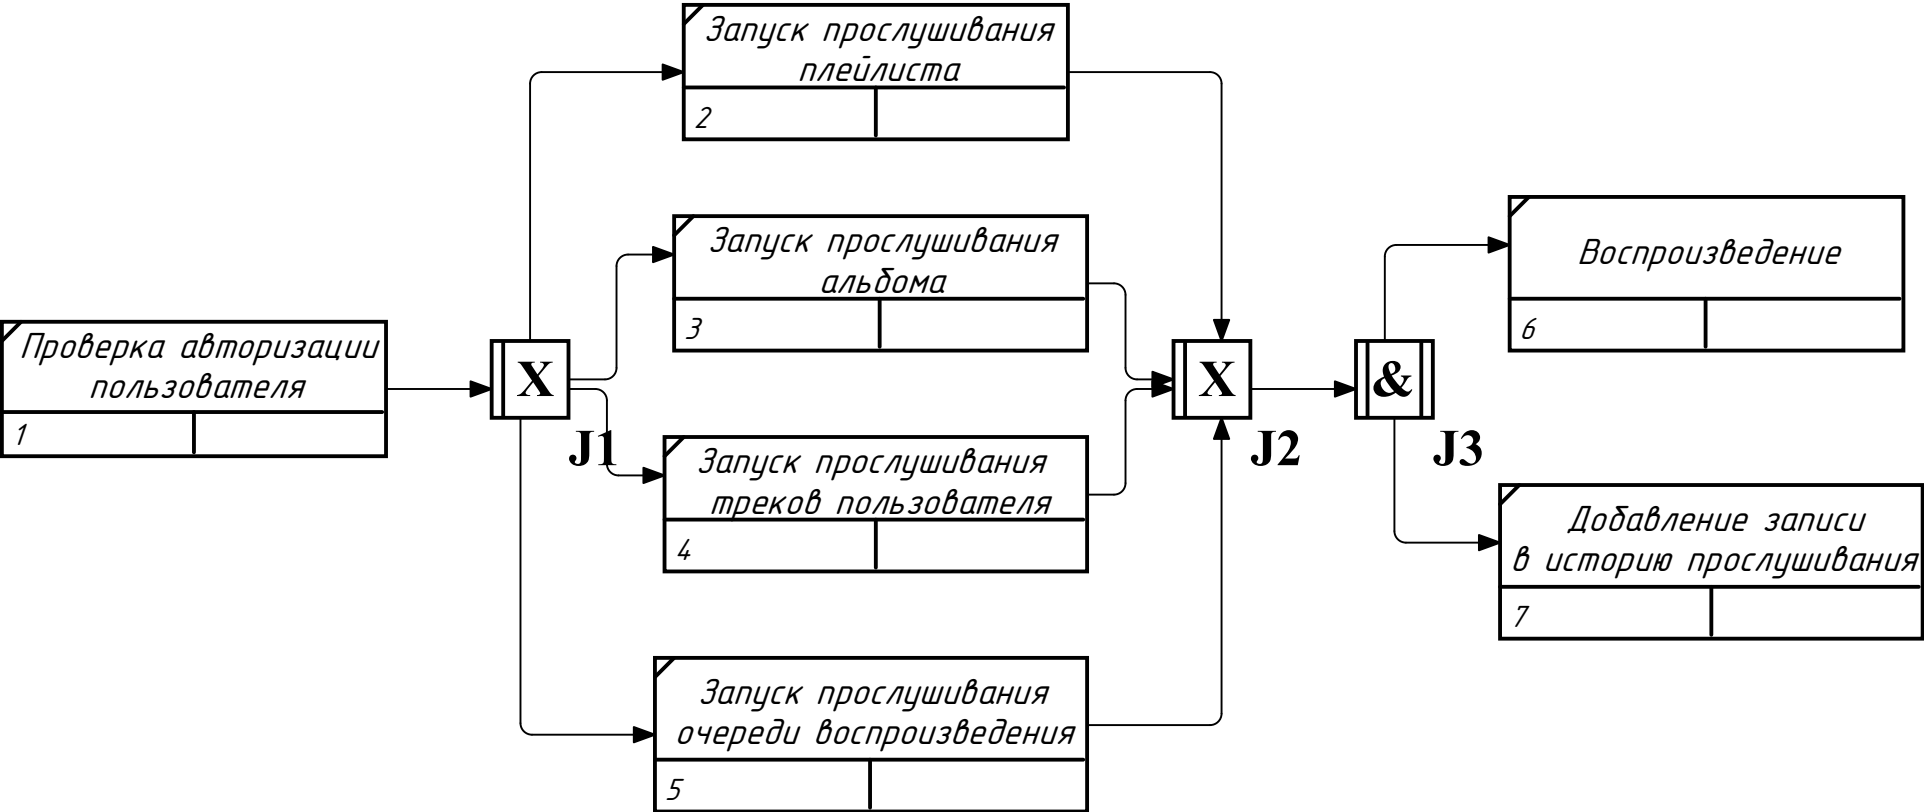 Запуск прослушивания
плейлиста
2
Запуск прослушивания
альбома
3
Проверка авторизации
пользователя
1
X
J1
Запуск прослушивания
треков пользователя
4
Запуск прослушивания
очереди воспроизведения
5
X
J2
&
J3
Воспроизведение
6
Добавление записи
в историю прослушивания
7